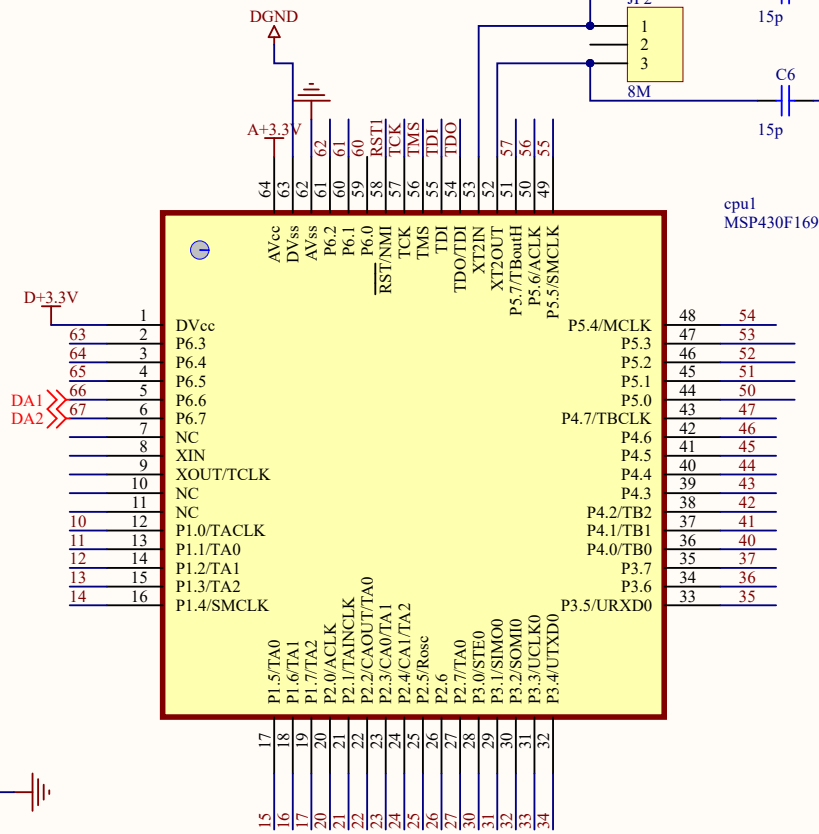 DGND
JP2
1
2
3
8M
15p
C6
15p
A+3.3V
62
61
60
RST1
TCK
TMS
TDI
TDO
57
56
55
64
63
62
61
60
59
58
57
56
55
54
53
52
51
50
49
cpu1
MSP430F169
AVcc
DVss
AVss
P6.2
P6.1
P6.0
RST/NMI
TCK
TMS
TDI
TDO/TDI
XT2IN
XT2OUT
P5.7/TBoutH
P5.6/ACLK
P5.5/SMCLK
D+3.3V
1 DVcc
63 2 P6.3
64 3 P6.4
65 4 P6.5
DA1 66 5 P6.6
DA2 67 6 P6.7
7 NC
8 XIN
9 XOUT/TCLK
10 NC
11 NC
10 12 P1.0/TACLK
11 13 P1.1/TA0
12 14 P1.2/TA1
13 15 P1.3/TA2
14 16 P1.4/SMCLK
P5.4/MCLK 48 54
P5.3 47 53
P5.2 46 52
P5.1 45 51
P5.0 44 50
P4.7/TBCLK 43 47
P4.6 42 46
P4.5 41 45
P4.4 40 44
P4.3 39 43
P4.2/TB2 38 42
P4.1/TB1 37 41
P4.0/TB0 36 40
P3.7 35 37
P3.6 34 36
P3.5/URXD0 33 35
P1.5/TA0
P1.6/TA1
P1.7/TA2
P2.0/ACLK
P2.1/TAINCLK
P2.2/CAOUT/TA0
P2.3/CA0/TA1
P2.4/CA1/TA2
P2.5/Rosc
P2.6
P2.7/TA0
P3.0/STE0
P3.1/SIMO0
P3.2/SOMI0
P3.3/UCLK0
P3.4/UTXD0
17
18
19
20
21
22
23
24
25
26
27
28
29
30
31
32
15
16
17
20
21
22
23
24
25
26
27
30
31
32
33
34